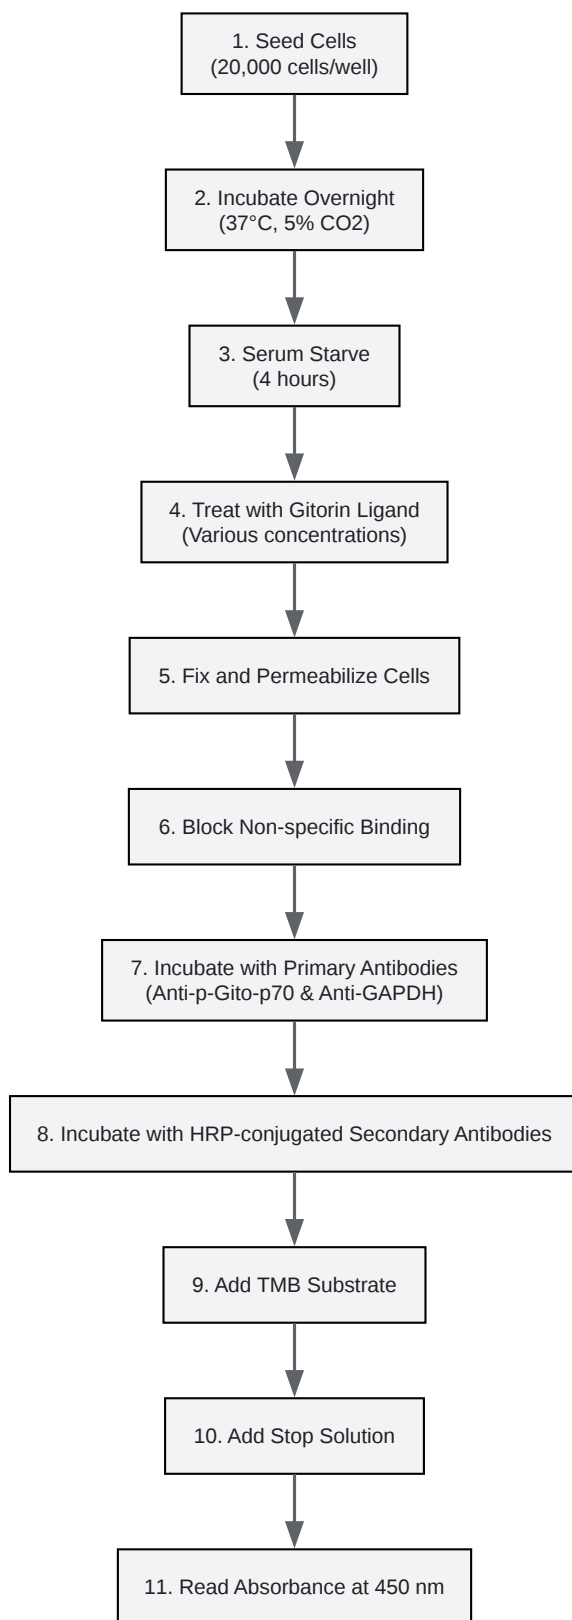 1. Seed Cells
(20,000 cells/well)
2. Incubate Overnight
(37°C, 5% CO2)
3. Serum Starve
(4 hours)
4. Treat with Gitorin Ligand
(Various concentrations)
5. Fix and Permeabilize Cells
6. Block Non-specific Binding
7. Incubate with Primary Antibodies
(Anti-p-Gito-p70 & Anti-GAPDH)
8. Incubate with HRP-conjugated Secondary Antibodies
9. Add TMB Substrate
10. Add Stop Solution
11. Read Absorbance at 450 nm